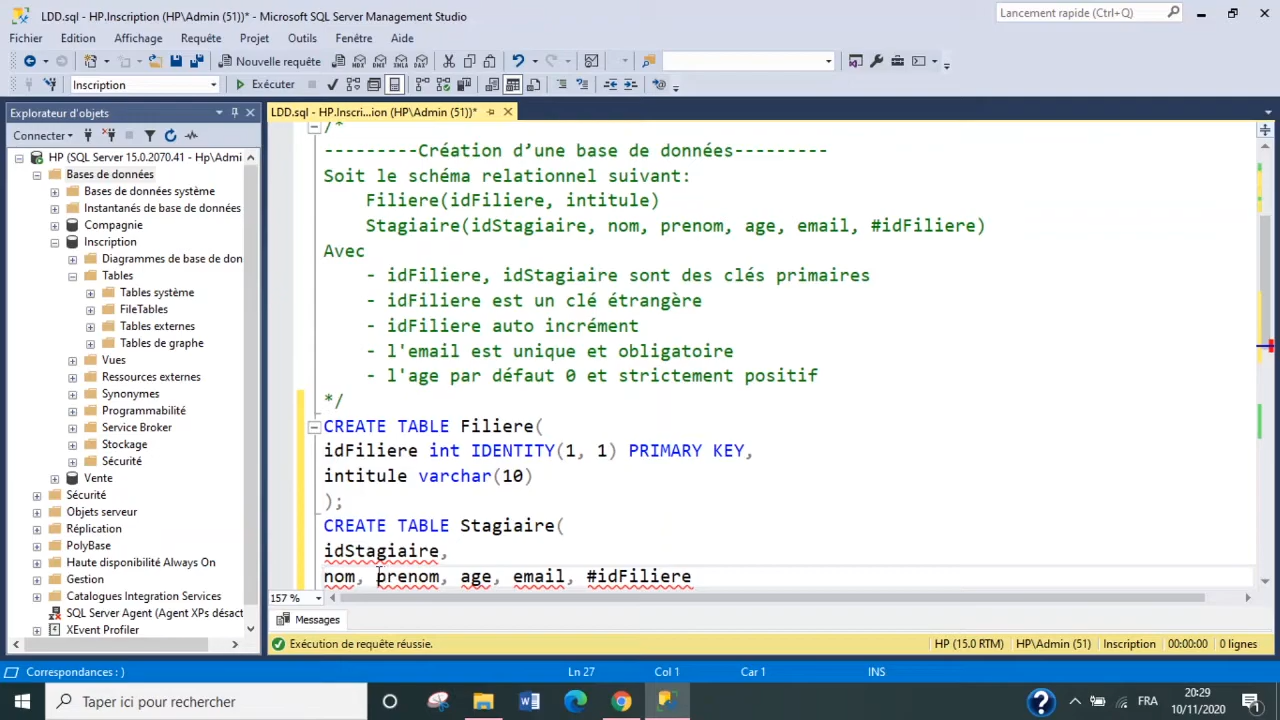 LDD.sql - HP.Inscription (HP\Admin (51))* - Microsoft SQL Server Management Studio
Lancement rapide (Ctrl+Q)
Fichier Edition Affichage Requête Projet Outils Fenêtre Aide
Nouvelle requête
MDX DMX XMLA DAX
Inscription
Exécuter
Explorateur d'objets
LDD.sql - HP.Inscri...ion (HP\Admin (51))*
Connecter
HP (SQL Server 15.0.2070.41 - Hp\Admi
Bases de données
Bases de données système
Instantanés de base de données
Compagnie
Inscription
Diagrammes de base de don
Tables
Tables système
FileTables
Tables externes
Tables de graphe
Vues
Ressources externes
Synonymes
Programmabilité
Service Broker
Stockage
Sécurité
Vente
Sécurité
Objets serveur
Réplication
PolyBase
Haute disponibilité Always On
Gestion
Catalogues Integration Services
SQL Server Agent (Agent XPs désact
XEvent Profiler
/*
---------Création d’une base de données---------
Soit le schéma relationnel suivant:
Filiere(idFiliere, intitule)
Stagiaire(idStagiaire, nom, prenom, age, email, #idFiliere)
Avec
- idFiliere, idStagiaire sont des clés primaires
- idFiliere est un clé étrangère
- idFiliere auto incrément
- l'email est unique et obligatoire
- l'age par défaut 0 et strictement positif
*/
CREATE TABLE Filiere(
idFiliere int IDENTITY(1, 1) PRIMARY KEY,
intitule varchar(10)
);
CREATE TABLE Stagiaire(
idStagiaire,
nom, prenom, age, email, #idFiliere
157 %
Messages
Exécution de requête réussie.
HP (15.0 RTM) HP\Admin (51) Inscription 00:00:00 0 lignes
Correspondances : ) Ln 27 Col 1 Car 1 INS
Taper ici pour rechercher
FRA
20:29
10/11/2020
1